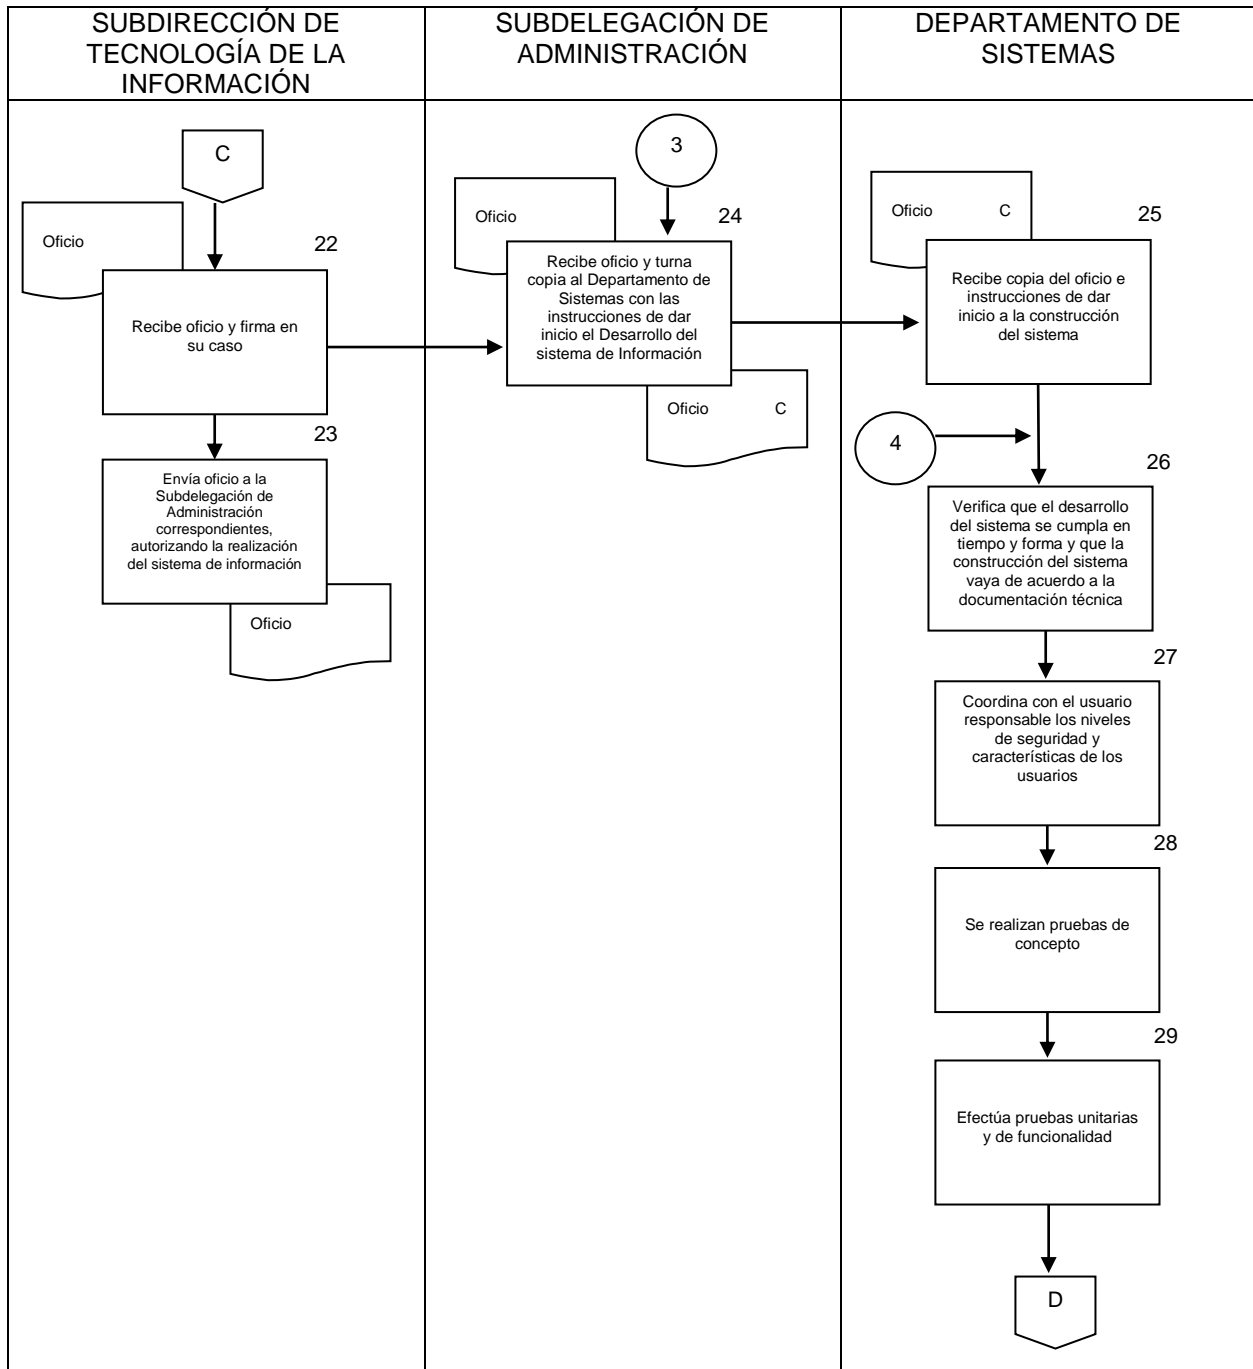 SUBDIRECCIÓN DE
TECNOLOGÍA DE LA
INFORMACIÓN
SUBDELEGACIÓN DE
ADMINISTRACIÓN
DEPARTAMENTO DE
SISTEMAS
C
Oficio
22
Recibe oficio y firma en
su caso
23
Envía oficio a la
Subdelegación de
Administración
correspondientes,
autorizando la realización
del sistema de información
Oficio
3
Oficio
24
Recibe oficio y turna
copia al Departamento de
Sistemas con las
instrucciones de dar
inicio el Desarrollo del
sistema de Información
Oficio C
Oficio C
25
Recibe copia del oficio e
instrucciones de dar
inicio a la construcción
del sistema
4
26
Verifica que el desarrollo
del sistema se cumpla en
tiempo y forma y que la
construcción del sistema
vaya de acuerdo a la
documentación técnica
27
Coordina con el usuario
responsable los niveles
de seguridad y
características de los
usuarios
28
Se realizan pruebas de
concepto
29
Efectúa pruebas unitarias
y de funcionalidad
D